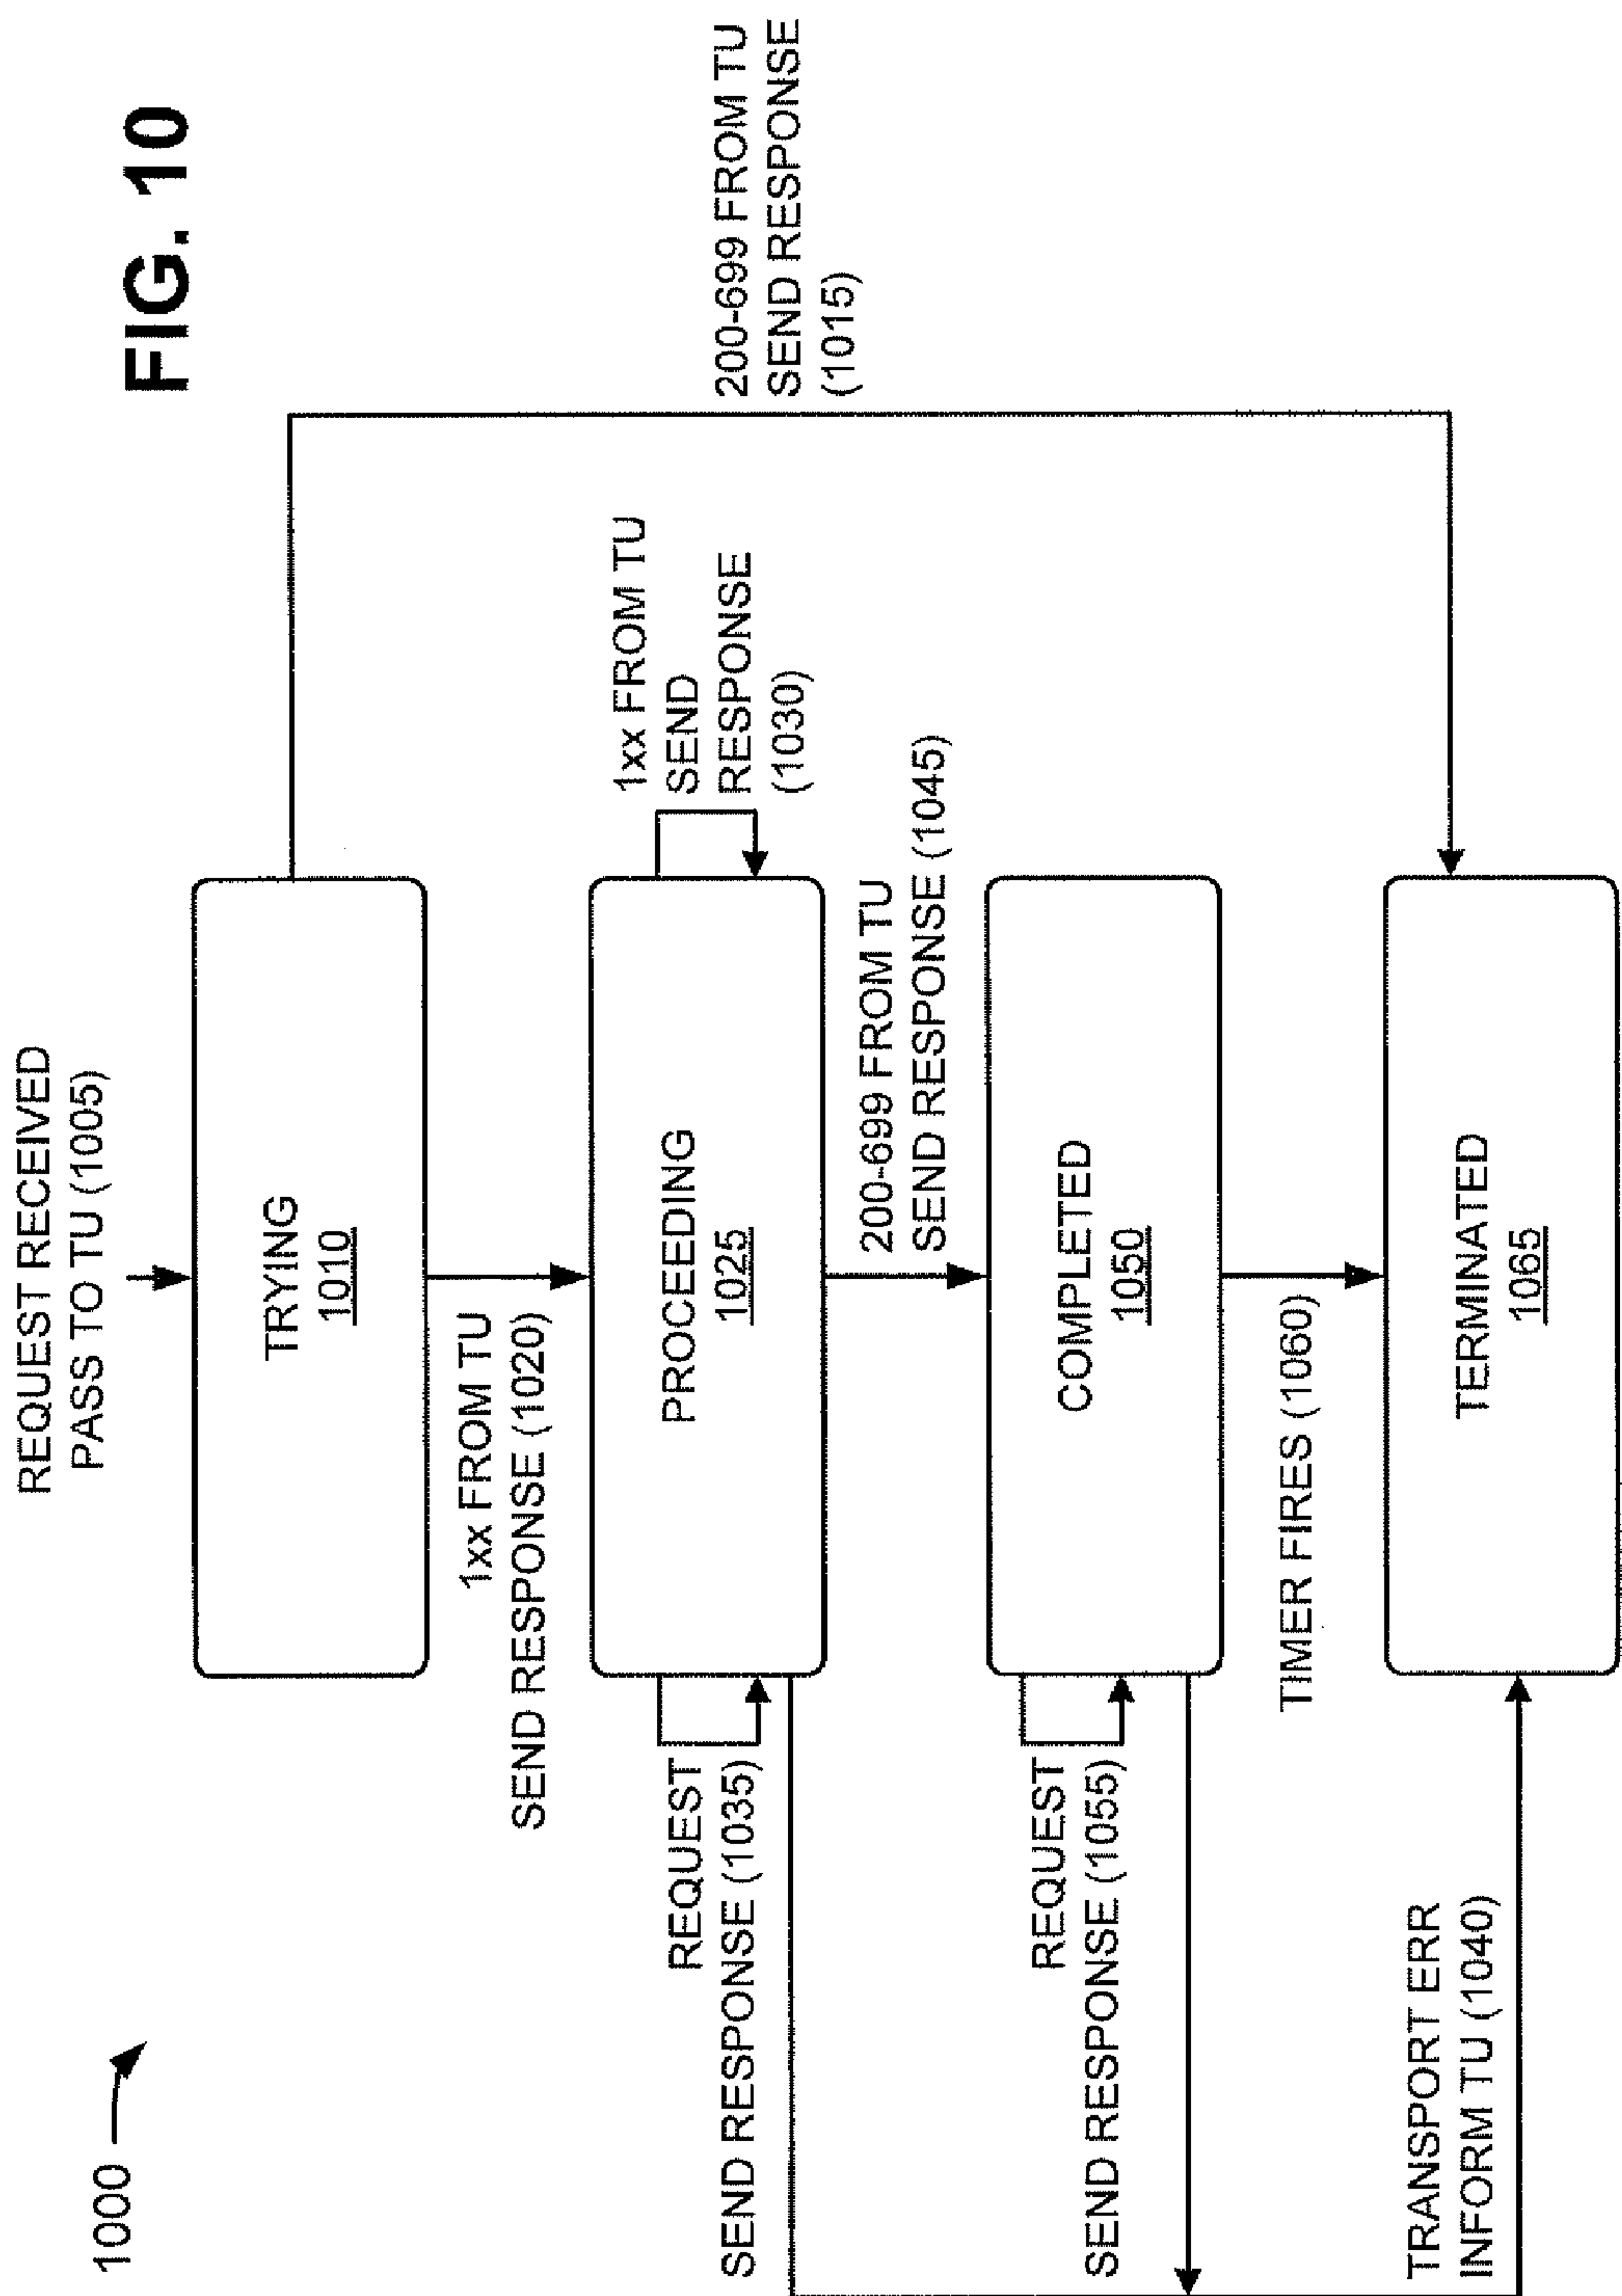 1000
FIG. 10
REQUEST RECEIVED
PASS TO TU (1005)
TRYING
1010
200-699 FROM TU
SEND RESPONSE
(1015)
1xx FROM TU
SEND RESPONSE (1020)
PROCEEDING
1025
1xx FROM TU
SEND
RESPONSE
(1030)
REQUEST
SEND RESPONSE (1035)
200-699 FROM TU
SEND RESPONSE (1045)
COMPLETED
1050
REQUEST
SEND RESPONSE (1055)
TIMER FIRES (1060)
TRANSPORT ERR
INFORM TU (1040)
TERMINATED
1065